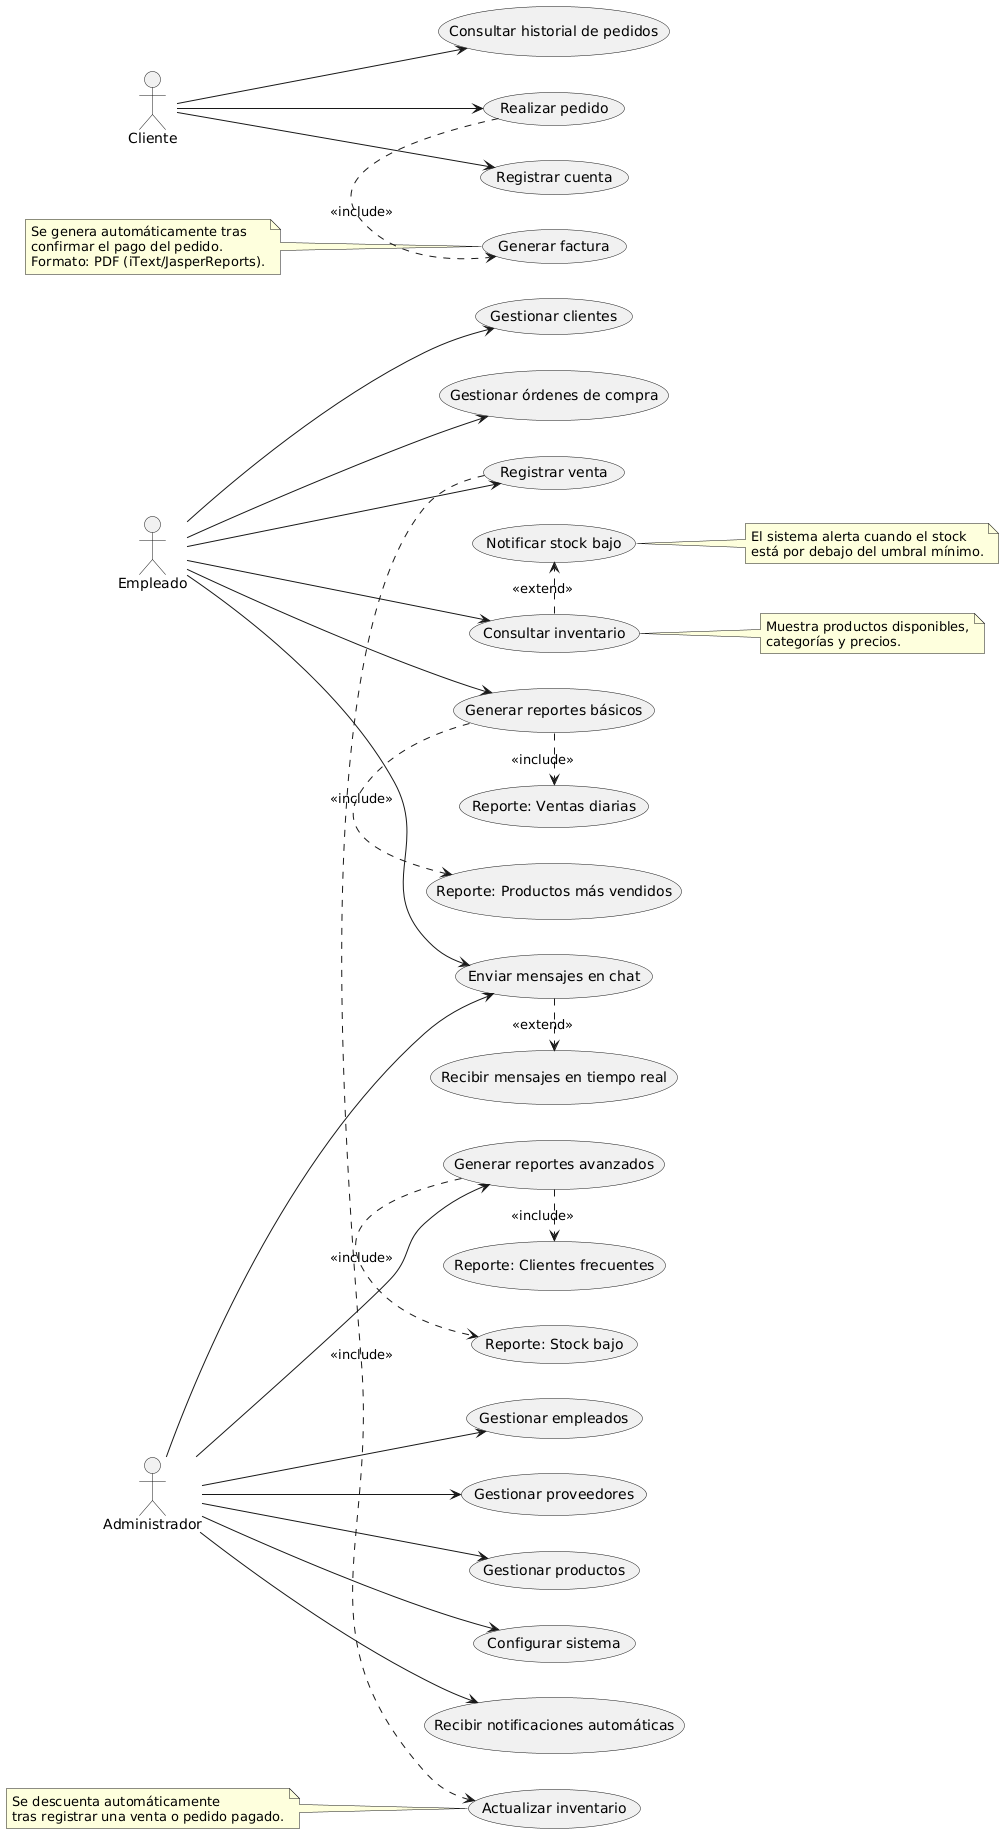 Consultar historial de pedidos
Realizar pedido
Cliente
Registrar cuenta
«include»
Se genera automáticamente tras
confirmar el pago del pedido.
Formato: PDF (iText/JasperReports).
Generar factura
Gestionar clientes
Gestionar órdenes de compra
Registrar venta
Notificar stock bajo
El sistema alerta cuando el stock
está por debajo del umbral mínimo.
Empleado
«extend»
Consultar inventario
Muestra productos disponibles,
categorías y precios.
Generar reportes básicos
«include»
«include»
Reporte: Ventas diarias
Reporte: Productos más vendidos
Enviar mensajes en chat
«extend»
Recibir mensajes en tiempo real
Generar reportes avanzados
«include»
«include»
Reporte: Clientes frecuentes
Reporte: Stock bajo
«include»
Gestionar empleados
Gestionar proveedores
Administrador
Gestionar productos
Configurar sistema
Recibir notificaciones automáticas
Se descuenta automáticamente
tras registrar una venta o pedido pagado.
Actualizar inventario